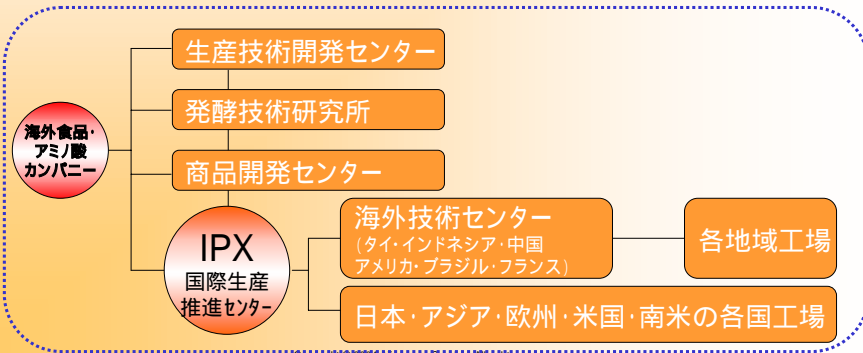 海外食品・
アミノ酸
カンパニー
生産技術開発センター
発酵技術研究所
商品開発センター
IPX
国際生産
推進センター
海外技術センター
(タイ・インドネシア・中国
アメリカ・ブラジル・フランス)
各地域工場
日本・アジア・欧州・米国・南米の各国工場